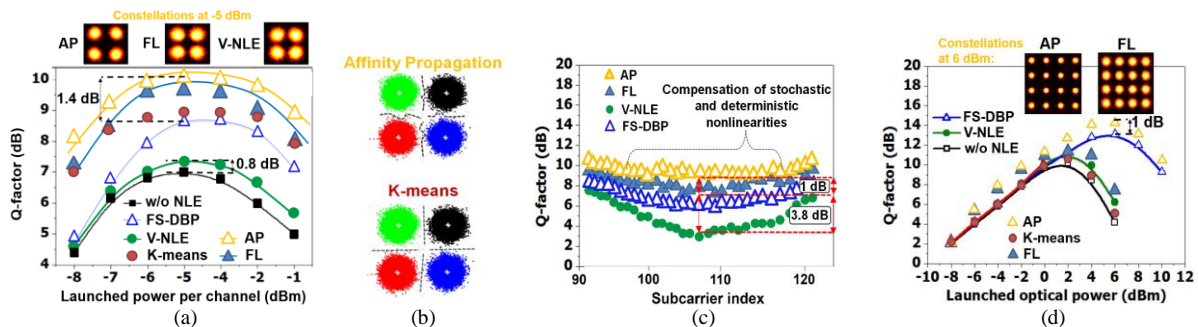 Constellations at -5 dBm
AP FL V-NLE
Q-factor (dB)
10
9
8
7
6
5
4
1.4 dB
0.8 dB
w/o NLE
FS-DBP
V-NLE
K-means
AP
FL
-8 -7 -6 -5 -4 -2 -1
Launched power per channel (dBm)
(a)
Affinity Propagation
K-means
(b)
Q-factor (dB)
20
18
16
14
12
10
8
6
4
2
0
AP
FL
V-NLE
FS-DBP
Compensation of stochastic
and deterministic
nonlinearities
1 dB
3.8 dB
90 100 110 120
Subcarrier index
(c)
Constellations
at 6 dBm:
AP FL
Q-factor (dB)
20
18
16
14
12
10
8
6
4
2
0
FS-DBP
V-NLE
w/o NLE
1 dB
AP
K-means
FL
-10 -8 -6 -4 -2 0 2 4 6 8 10 12
Launched optical power (dBm)
(d)